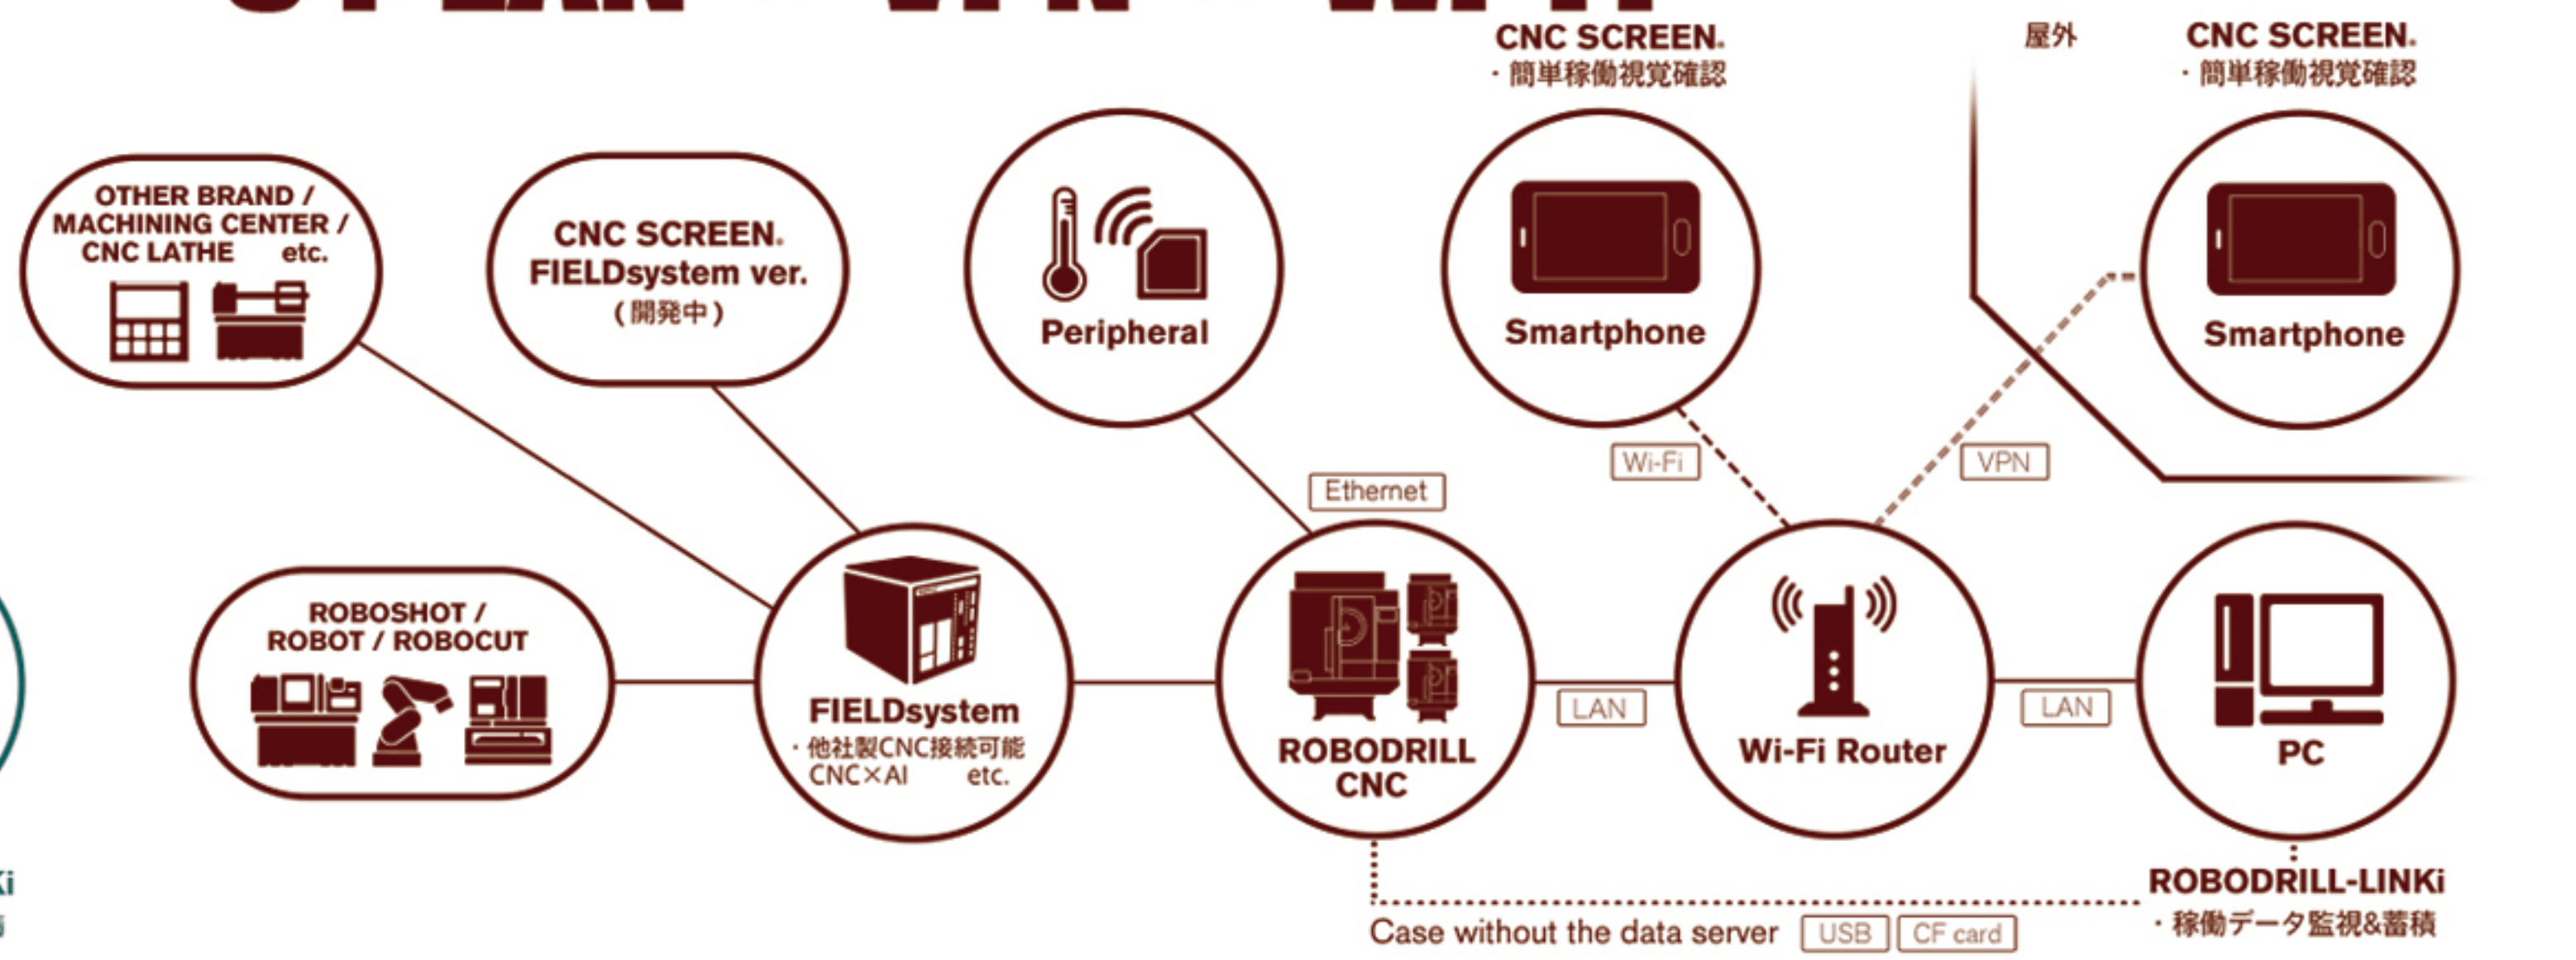 CNC SCREEN.
・簡単稼働視覚確認
屋外
CNC SCREEN.
・簡単稼働視覚確認
OTHER BRAND /
MACHINING CENTER /
CNC LATHE etc.
CNC SCREEN.
FIELDsystem ver.
(開発中)
Peripheral
Smartphone
Smartphone
Wi-Fi
VPN
Ethernet
ROBOSHOT /
ROBOT / ROBOCUT
FIELDsystem
・他社製CNC接続可能
CNC×AI etc.
ROBODRILL
CNC
LAN
Wi-Fi Router
LAN
PC
Case without the data server USB CF card
ROBODRILL-LINKi
・稼働データ監視&蓄積